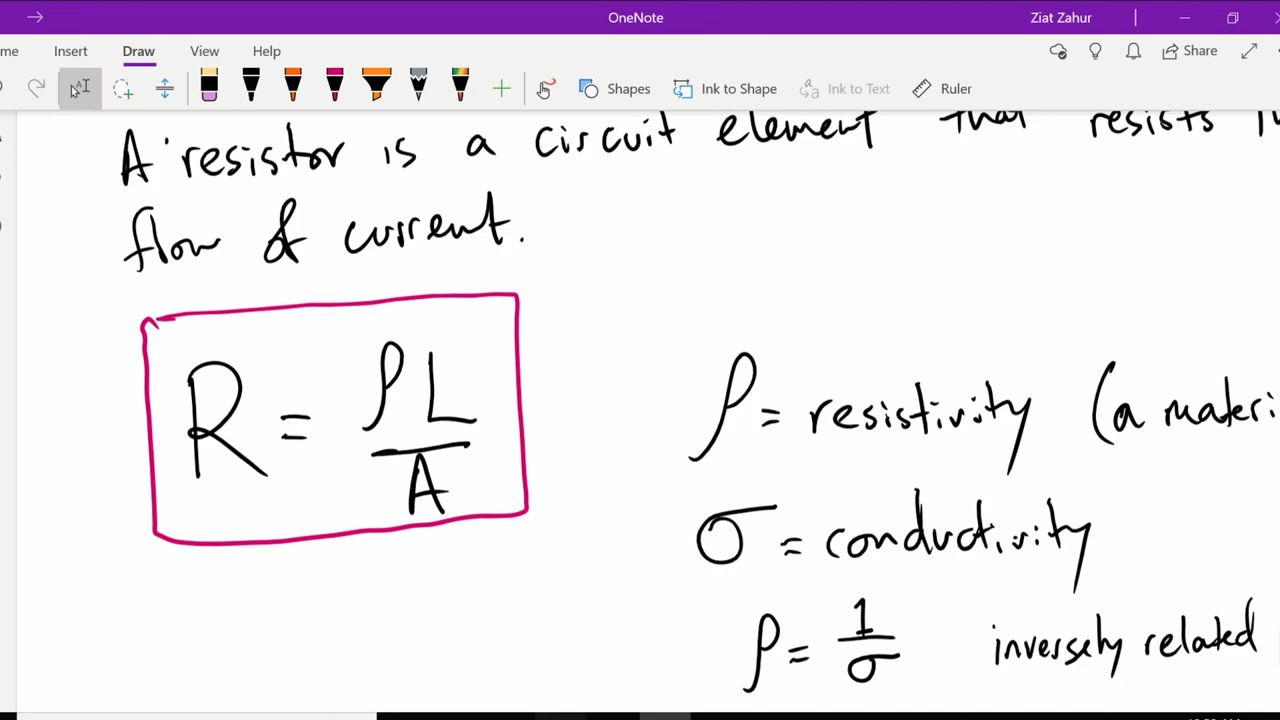 OneNote
Ziat Zahur
Insert Draw View Help
Share
Shapes
Ink to Shape
Ink to Text
Ruler
A resistor is a circuit element that resists
flow of current.
R = ρL/A
ρ = resistivity (a materi
σ = conductivity
ρ = 1/σ inversely related